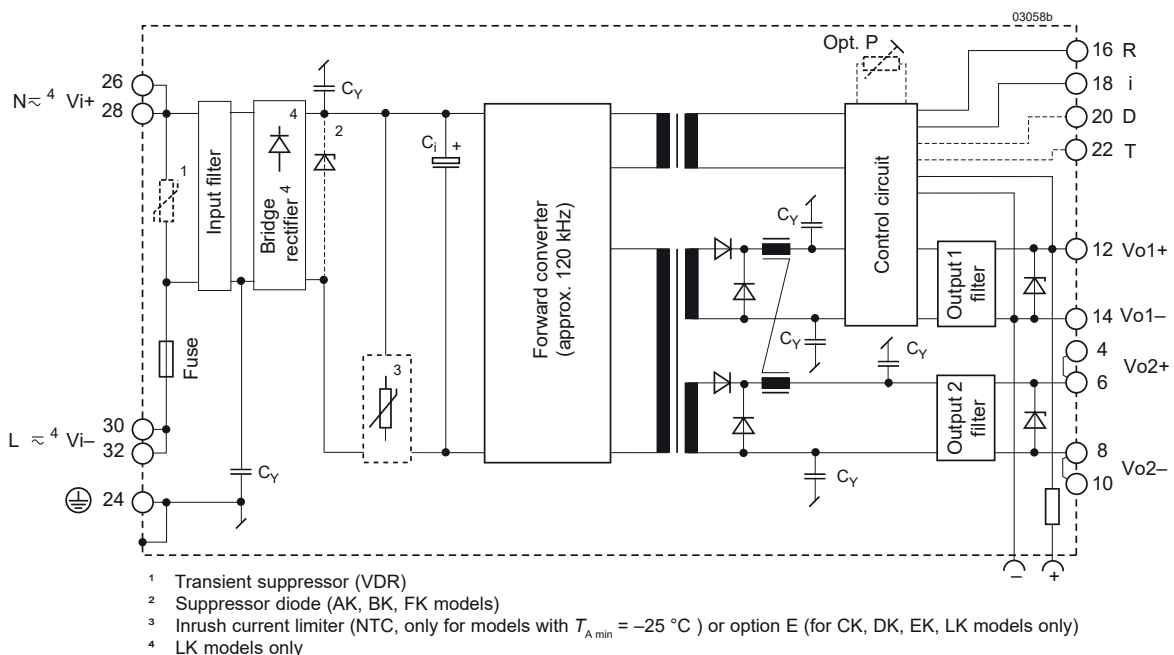 03058b
Opt. P
16 R
18 i
20 D
22 T
26
N ≂ 4 Vi+
28
CY
4
2
Ci +
1
Input filter
Bridge rectifier 4
Forward converter (approx. 120 kHz)
Control circuit
CY
12 Vo1+
Output 1 filter
14 Vo1–
CY
CY
4
Vo2+
6
Fuse
3
Output 2 filter
30
L ≂ 4 Vi–
32
8
Vo2–
10
CY
CY
24
– +
1 Transient suppressor (VDR)
2 Suppressor diode (AK, BK, FK models)
3 Inrush current limiter (NTC, only for models with TA min = –25 °C ) or option E (for CK, DK, EK, LK models only)
4 LK models only